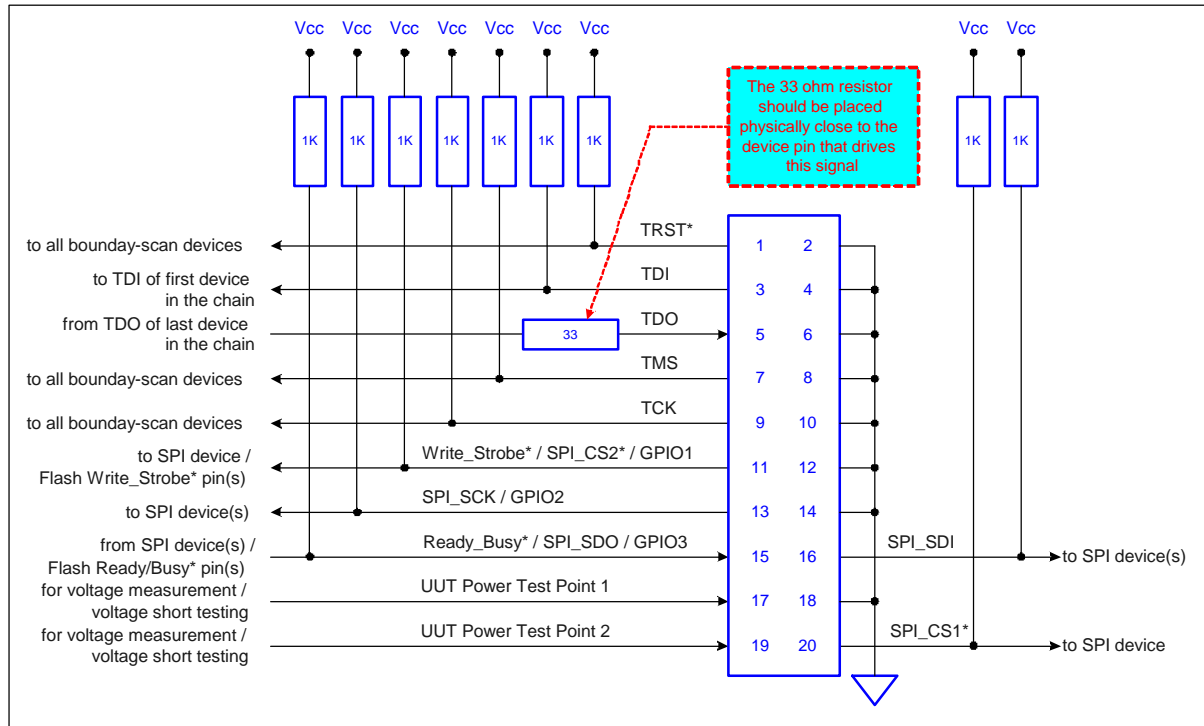 Vcc Vcc Vcc Vcc Vcc Vcc Vcc Vcc Vcc
The 33 ohm resistor
should be placed
physically close to the
device pin that drives
this signal
1K 1K 1K 1K 1K 1K 1K 1K 1K
to all bounday-scan devices TRST* 1 2
to TDI of first device
in the chain
TDI 3 4
from TDO of last device
in the chain
33 TDO 5 6
to all bounday-scan devices TMS 7 8
to all bounday-scan devices TCK 9 10
to SPI device /
Flash Write_Strobe* pin(s)
Write_Strobe* / SPI_CS2* / GPIO1 11 12
to SPI device(s) SPI_SCK / GPIO2 13 14
from SPI device(s) /
Flash Ready/Busy* pin(s)
Ready_Busy* / SPI_SDO / GPIO3 15 16 SPI_SDI to SPI device(s)
for voltage measurement /
voltage short testing
UUT Power Test Point 1 17 18
for voltage measurement /
voltage short testing
UUT Power Test Point 2 19 20 SPI_CS1* to SPI device